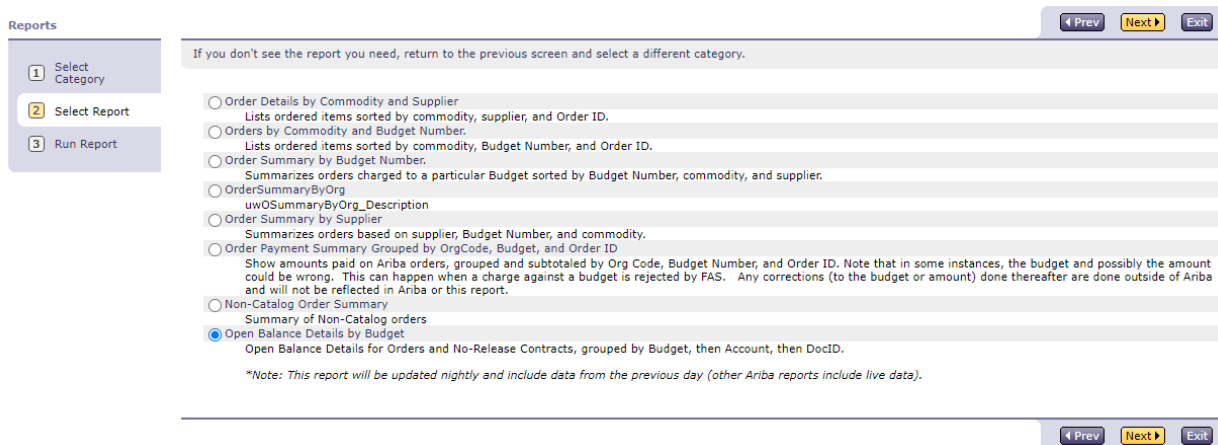 Reports
Prev Next Exit
If you don't see the report you need, return to the previous screen and select a different category.
1 Select Category
2 Select Report
3 Run Report
Order Details by Commodity and Supplier
Lists ordered items sorted by commodity, supplier, and Order ID.
Orders by Commodity and Budget Number.
Lists ordered items sorted by commodity, Budget Number, and Order ID.
Order Summary by Budget Number.
Summarizes orders charged to a particular Budget sorted by Budget Number, commodity, and supplier.
OrderSummaryByOrg
uwOSummaryByOrg_Description
Order Summary by Supplier
Summarizes orders based on supplier, Budget Number, and commodity.
Order Payment Summary Grouped by OrgCode, Budget, and Order ID
Show amounts paid on Ariba orders, grouped and subtotaled by Org Code, Budget Number, and Order ID. Note that in some instances, the budget and possibly the amount
could be wrong. This can happen when a charge against a budget is rejected by FAS. Any corrections (to the budget or amount) done thereafter are done outside of Ariba
and will not be reflected in Ariba or this report.
Non-Catalog Order Summary
Summary of Non-Catalog orders
Open Balance Details by Budget
Open Balance Details for Orders and No-Release Contracts, grouped by Budget, then Account, then DocID.
*Note: This report will be updated nightly and include data from the previous day (other Ariba reports include live data).
Prev Next Exit